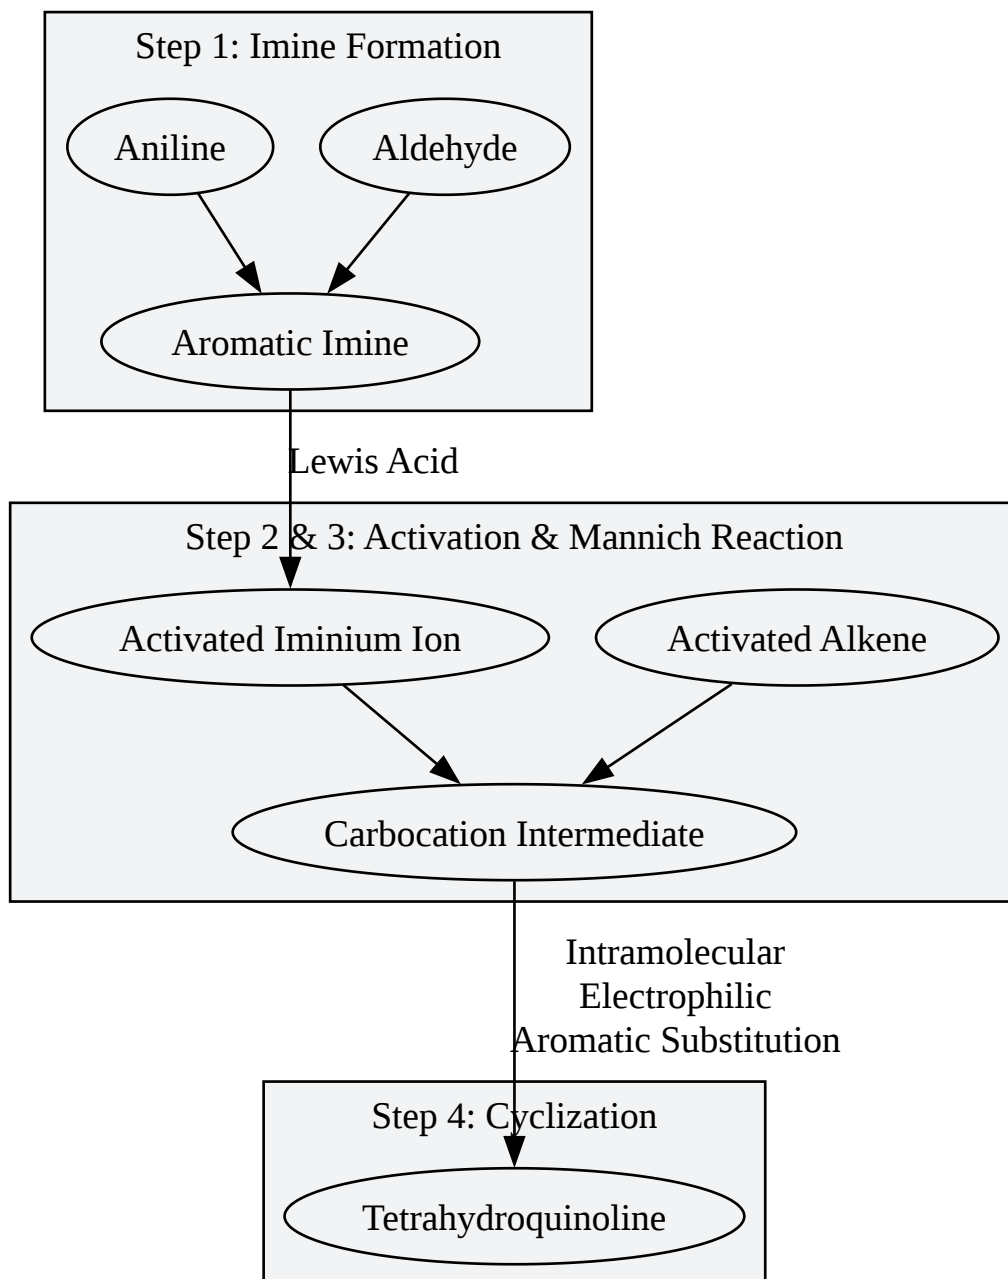 Step 1: Imine Formation
Aniline
Aldehyde
Aromatic Imine
Lewis Acid
Step 2 & 3: Activation & Mannich Reaction
Activated Iminium Ion
Activated Alkene
Carbocation Intermediate
Intramolecular
Electrophilic
Aromatic Substitution
Step 4: Cyclization
Tetrahydroquinoline